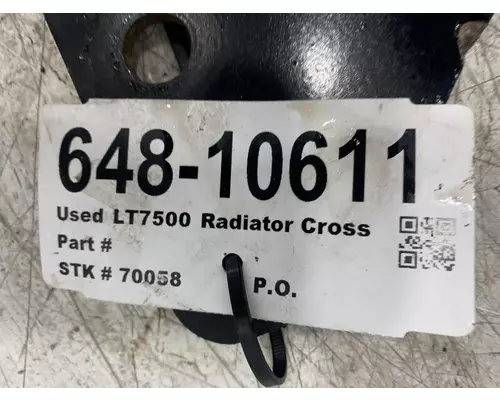 648-10611
Used LT7500 Radiator Cross
Part #
STK # 70058 P.O.